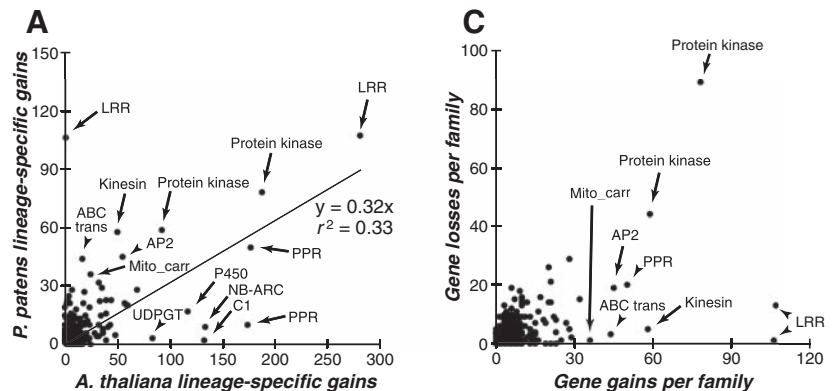 A
P. patens lineage-specific gains
150
120
90
60
30
0
LRR
LRR
Protein kinase
Kinesin
Protein kinase
ABC
trans
AP2
Mito_carr
y = 0.32x
r² = 0.33
PPR
P450
NB-ARC
C1
UDPGT
PPR
0
50
100
150
200
250
300
A. thaliana lineage-specific gains
C
Gene losses per family
100
80
60
40
20
0
Protein kinase
Protein kinase
Mito_carr
AP2
PPR
ABC trans
Kinesin
LRR
0
30
60
90
120
Gene gains per family